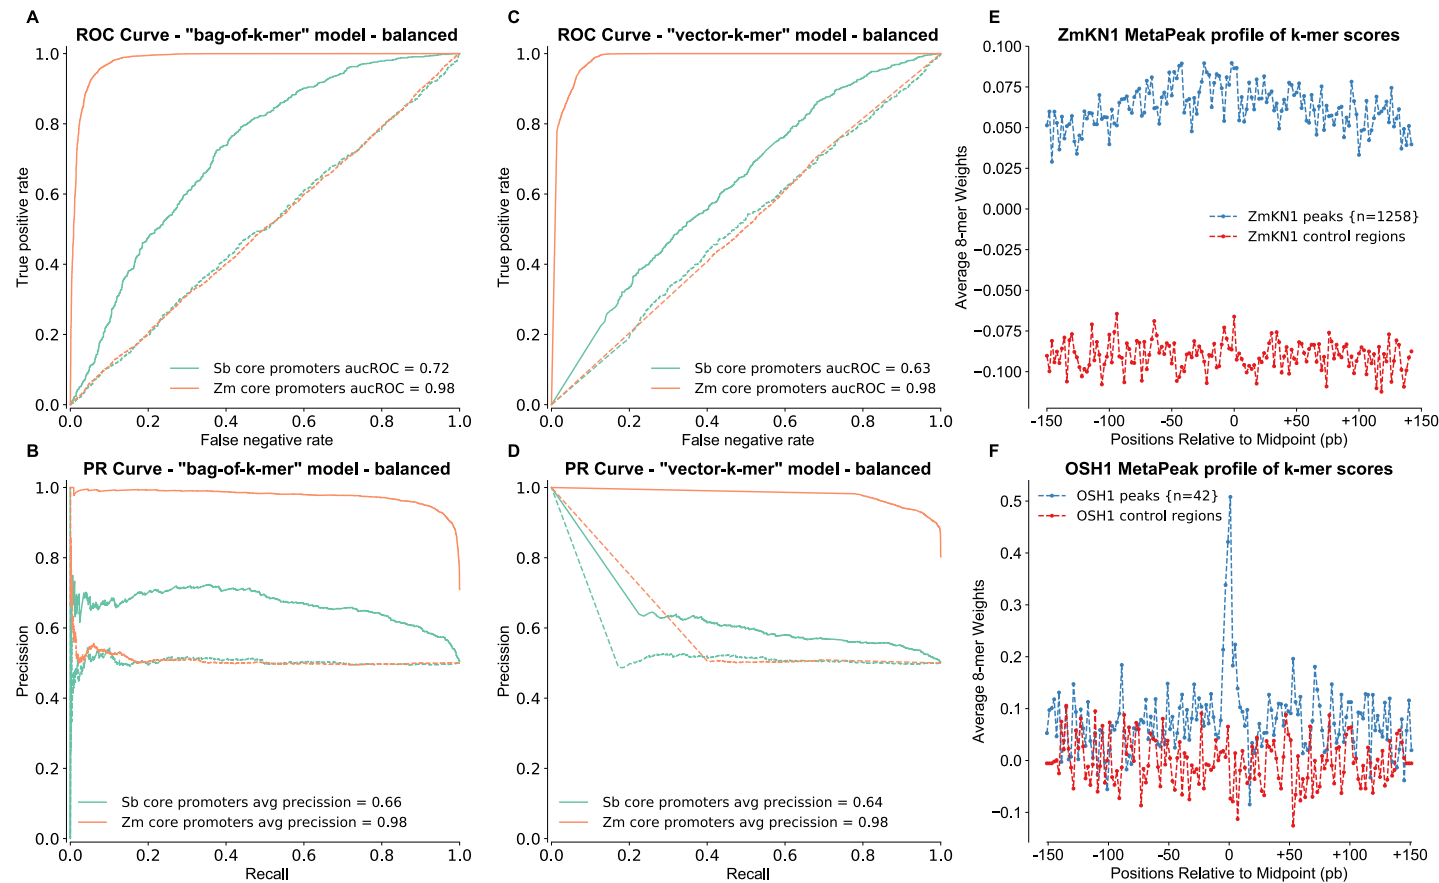 A
ROC Curve - "bag-of-k-mer" model - balanced
1.0
0.8
0.6
0.4
0.2
0.0
True positive rate
Sb core promoters aucROC = 0.72
Zm core promoters aucROC = 0.98
0.0 0.2 0.4 0.6 0.8 1.0
False negative rate
B
PR Curve - "bag-of-k-mer" model - balanced
1.0
0.8
0.6
0.4
0.2
0.0
Precission
Sb core promoters avg precission = 0.66
Zm core promoters avg precission = 0.98
0.0 0.2 0.4 0.6 0.8 1.0
Recall
C
ROC Curve - "vector-k-mer" model - balanced
1.0
0.8
0.6
0.4
0.2
0.0
True positive rate
Sb core promoters aucROC = 0.63
Zm core promoters aucROC = 0.98
0.0 0.2 0.4 0.6 0.8 1.0
False negative rate
D
PR Curve - "vector-k-mer" model - balanced
1.0
0.8
0.6
0.4
0.2
0.0
Precission
Sb core promoters avg precission = 0.64
Zm core promoters avg precission = 0.98
0.0 0.2 0.4 0.6 0.8 1.0
Recall
E
ZmKN1 MetaPeak profile of k-mer scores
0.100
0.075
0.050
0.025
0.000
−0.025
−0.050
−0.075
−0.100
Average 8-mer Weights
ZmKN1 peaks {n=1258}
ZmKN1 control regions
-150 -100 -50 0 +50 +100 +150
Positions Relative to Midpoint (pb)
F
OSH1 MetaPeak profile of k-mer scores
0.5
0.4
0.3
0.2
0.1
0.0
−0.1
Average 8-mer Weights
OSH1 peaks {n=42}
OSH1 control regions
-150 -100 -50 0 +50 +100 +150
Positions Relative to Midpoint (pb)